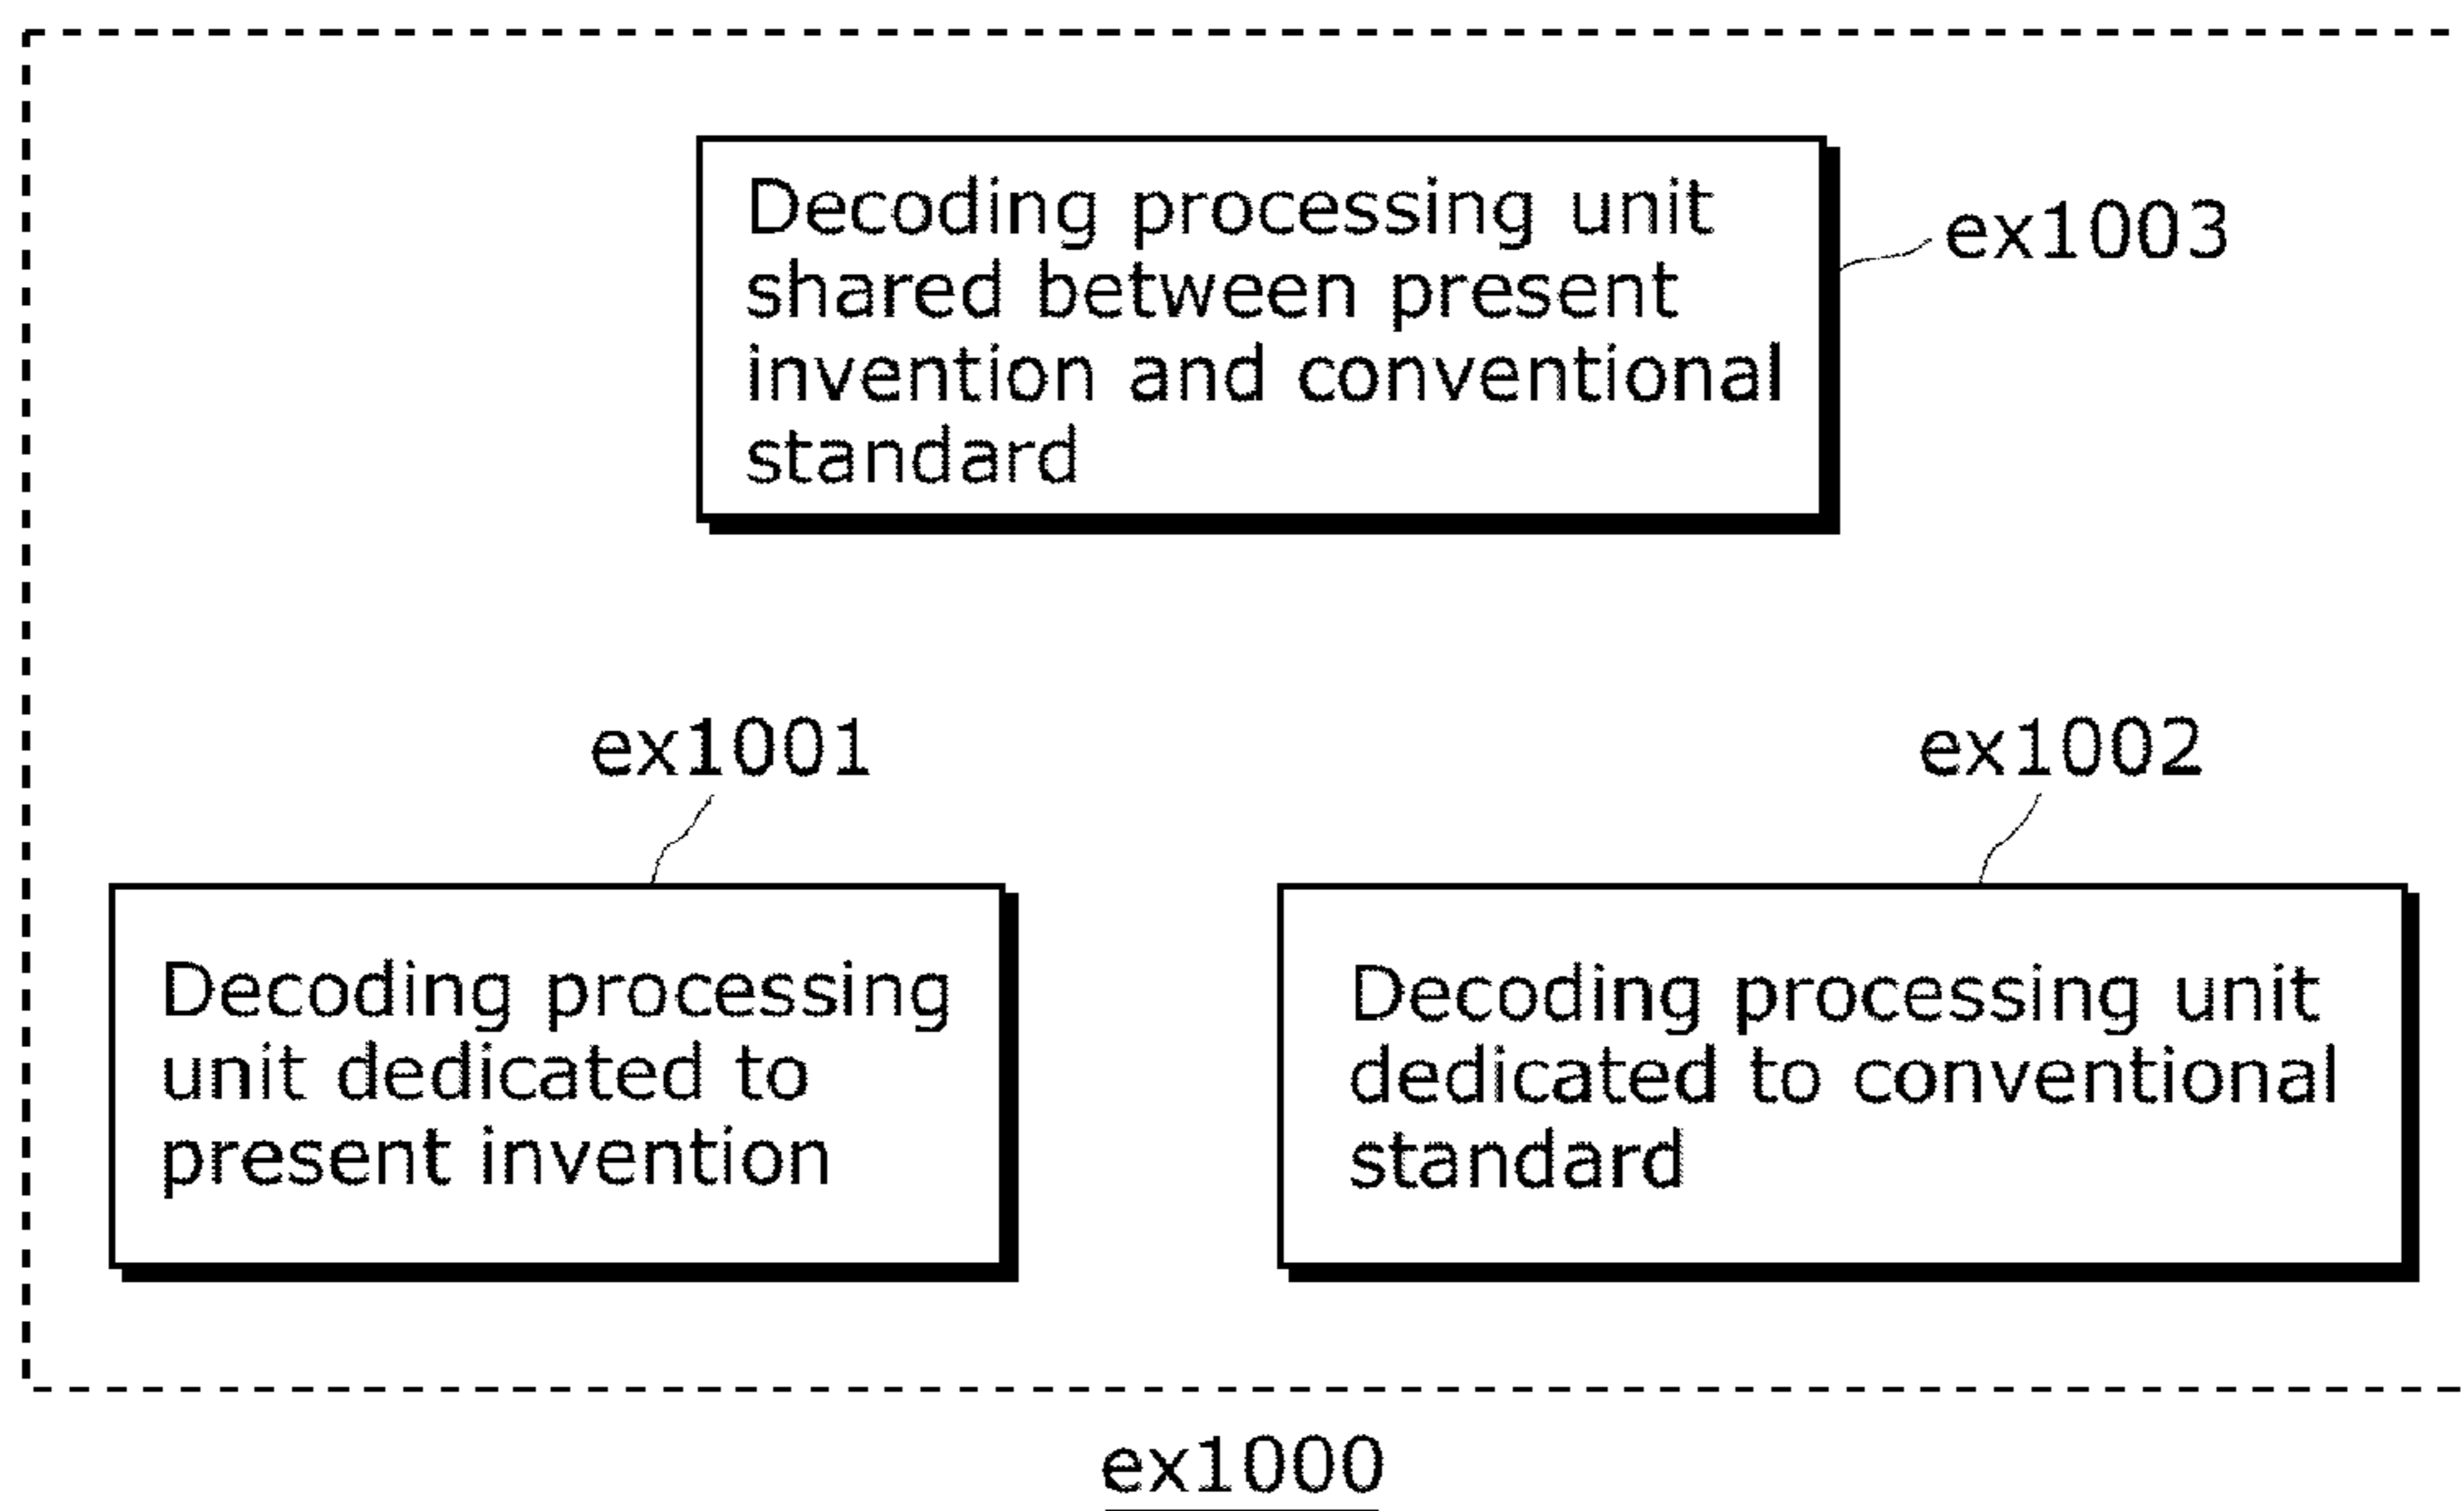 Decoding processing unit
shared between present
invention and conventional
standard
ex1003
ex1001
ex1002
Decoding processing
unit dedicated to
present invention
Decoding processing unit
dedicated to conventional
standard
ex1000